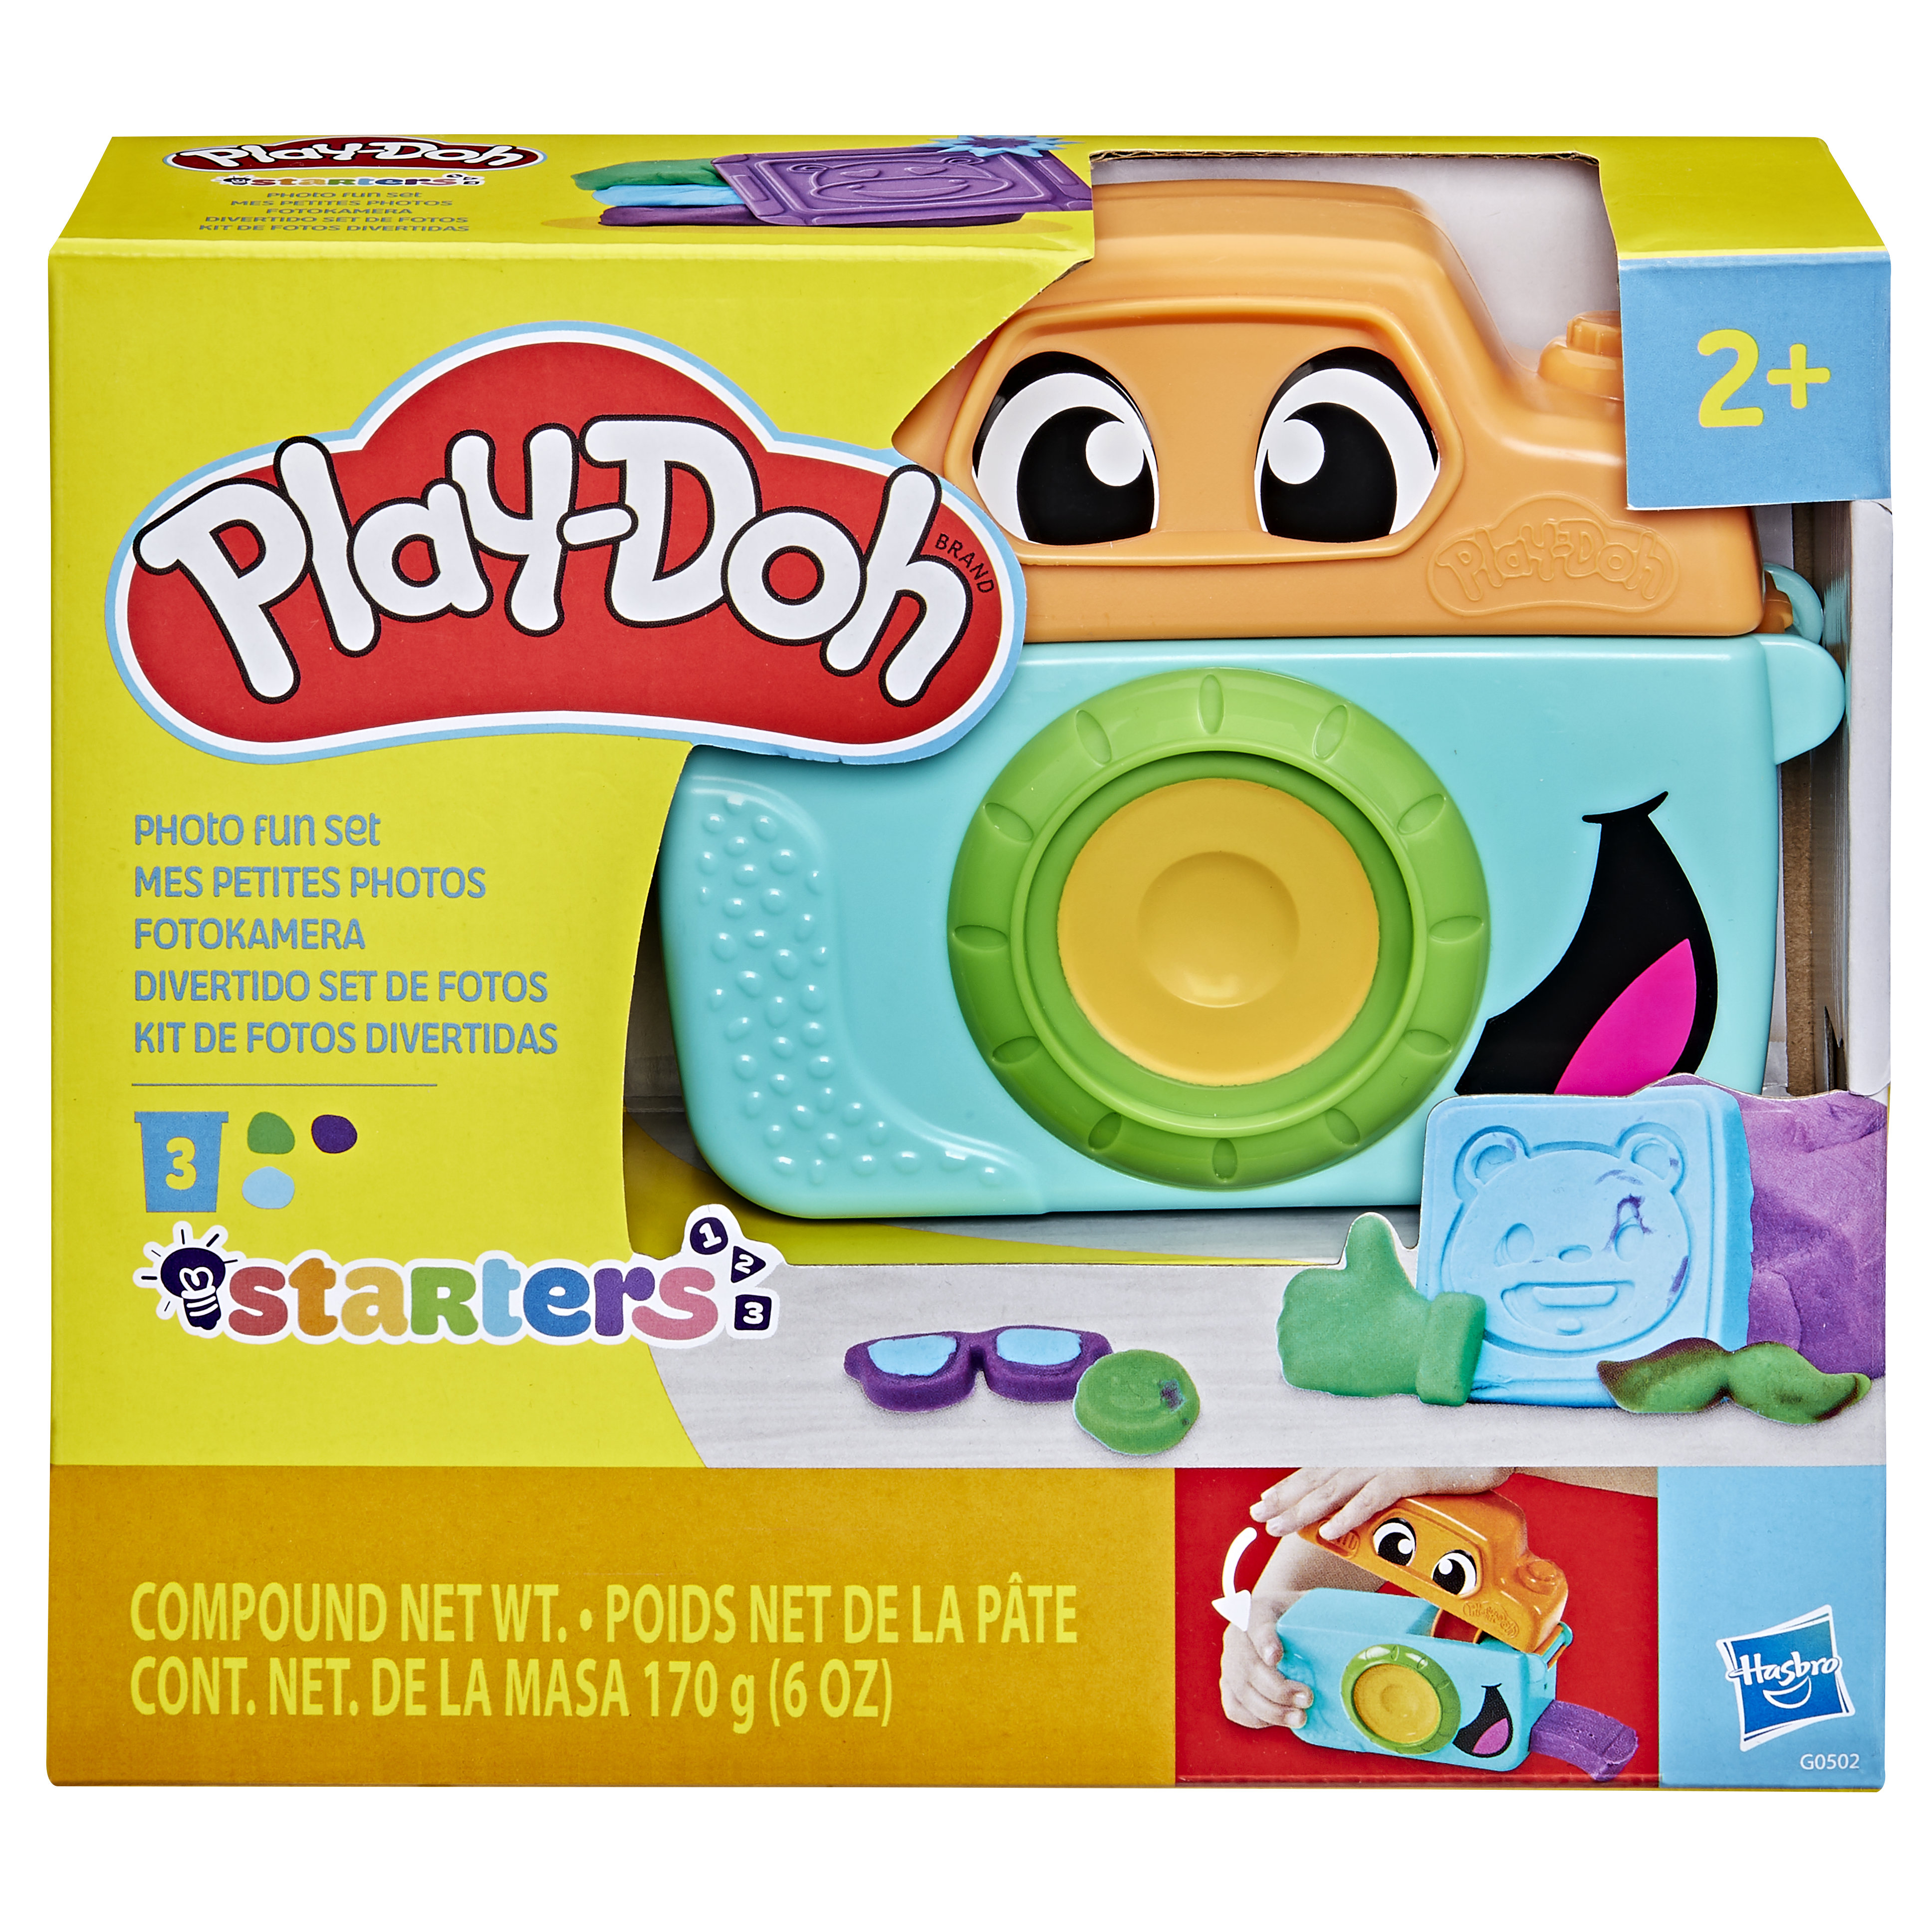 Play-Doh
starters
PHOTO FUN SET
MES PETITES PHOTOS
FOTOKAMERA
DIVERTIDO SET DE FOTOS
KIT DE FOTOS DIVERTIDAS
2+
Play-Doh
BRAND
Play-Doh
PHOTO FUN SET
MES PETITES PHOTOS
FOTOKAMERA
DIVERTIDO SET DE FOTOS
KIT DE FOTOS DIVERTIDAS
3
starters 1 2 3
COMPOUND NET WT. • POIDS NET DE LA PÂTE
CONT. NET. DE LA MASA 170 g (6 OZ)
Play-Doh
Hasbro
G0502